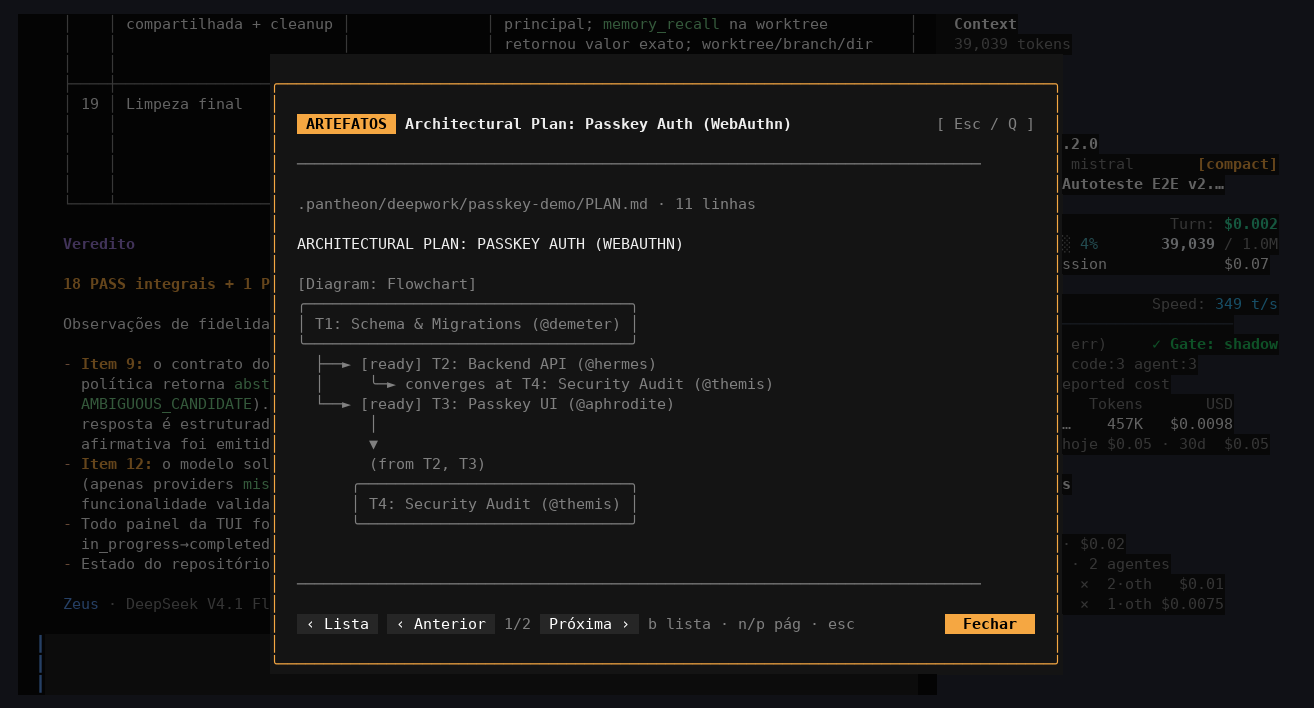 compartilhada + cleanup
principal; memory_recall na worktree
retornou valor exato; worktree/branch/dir
Context
39,039 tokens
19 Limpeza final
ARTEFATOS Architectural Plan: Passkey Auth (WebAuthn) [ Esc / Q ]
.pantheon/deepwork/passkey-demo/PLAN.md · 11 linhas
ARCHITECTURAL PLAN: PASSKEY AUTH (WEBAUTHN)
[Diagram: Flowchart]
T1: Schema & Migrations (@demeter)
├──► [ready] T2: Backend API (@hermes)
│ ╰─► converges at T4: Security Audit (@themis)
└──► [ready] T3: Passkey UI (@aphrodite)
│
▼
(from T2, T3)
T4: Security Audit (@themis)
‹ Lista ‹ Anterior 1/2 Próxima › b lista · n/p pág · esc Fechar
Veredito
18 PASS integrais + 1 P
Observações de fidelida
- Item 9: o contrato do
política retorna abst
AMBIGUOUS_CANDIDATE).
resposta é estruturad
afirmativa foi emitid
- Item 12: o modelo sol
(apenas providers mis
funcionalidade valida
- Todo painel da TUI fo
in_progress→completed
- Estado do repositório
Zeus · DeepSeek V4.1 Fl
.2.0
mistral [compact]
Autoteste E2E v2.…
Turn: $0.002
░ 4% 39,039 / 1.0M
ssion $0.07
Speed: 349 t/s
err) ✓ Gate: shadow
code:3 agent:3
eported cost
Tokens USD
… 457K $0.0098
hoje $0.05 · 30d $0.05
s
· $0.02
· 2 agentes
× 2·oth $0.01
× 1·oth $0.0075